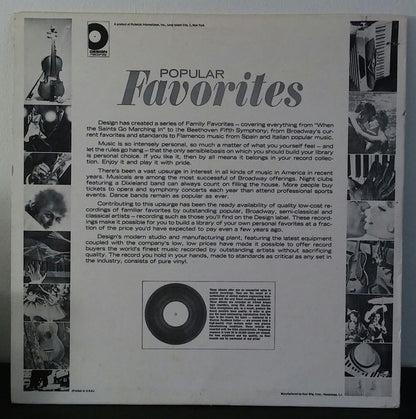 DESIGN
RECORDS
A product of Pickwick International, Inc., Long Island City, 1, New York.
POPULAR
Favorites
Design has created a series of Family Favorites – covering everything from "When
the Saints Go Marching In" to the Beethoven Fifth Symphony; from Broadway's cur-
rent favorites and standards to Flamenco music from Spain and Italian popular music.
Music is so intensely personal, so much a matter of what you yourself feel – and
let the rules go hang – that the only sensible basis on which you should build your library
is personal choice. If you like it, then by all means it belongs in your record collec-
tion. Enjoy it and play it with pride.
There's been a vast upsurge in interest in all kinds of music in America in recent
years. Musicals are among the most successful of Broadway offerings. Night clubs
featuring a Dixieland band can always count on filling the house. More people buy
tickets to opera and symphony concerts each year than attend professional sports
events. Dance bands remain as popular as ever.
Contributing to this upsurge has been the ready availability of quality low-cost re-
cordings of familiar favorites by outstanding popular, Broadway, semi-classical and
classical artists – recordings such as those you'll find on the Design label. These record-
ings make it possible for you to build a library of your own personal favorites at a frac-
tion of the price you'd have expected to pay even a few years ago.
Design's modern studio and manufacturing plant, featuring the latest equipment
coupled with the company's low, low prices have made it possible to offer record
buyers the world's finest music recorded by outstanding artists without sacrificing
quality. The record you hold in your hands, made to standards as critical as any set in
the industry, consists of pure vinyl.
(Printed in U.S.A.)